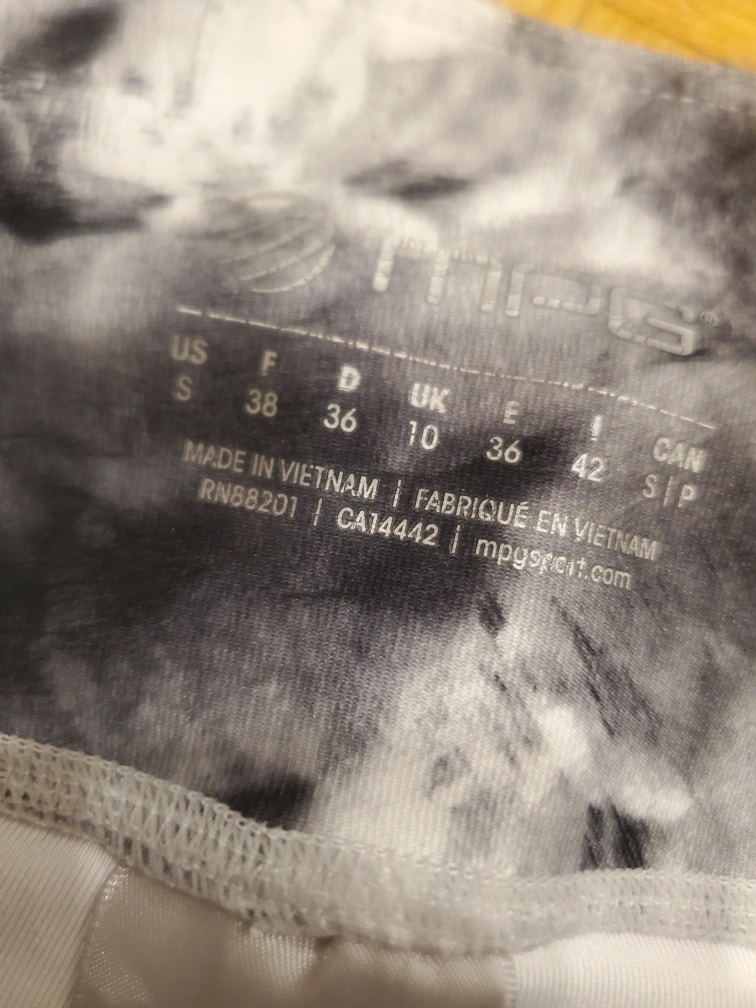 mpg®
US F D UK E I CAN
S 38 36 10 36 42 S|P
MADE IN VIETNAM | FABRIQUÉ EN VIETNAM
RN88201 | CA14442 | mpgsport.com